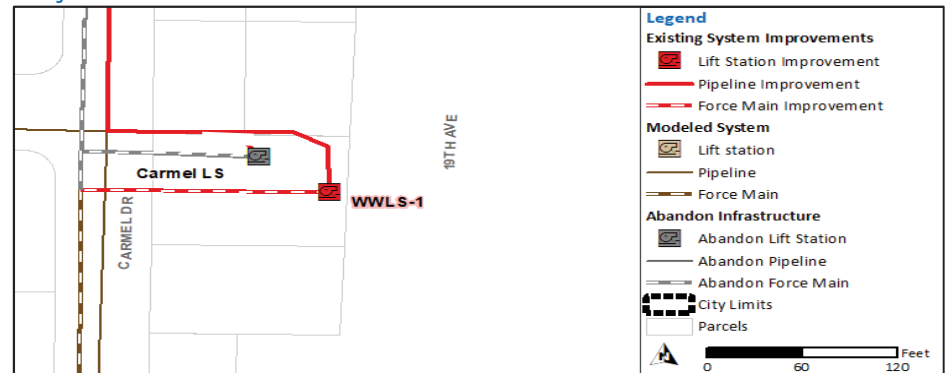 Carmel LS
WWLS-1
CARMEL DR
19TH AVE
Legend
Existing System Improvements
Lift Station Improvement
Pipeline Improvement
Force Main Improvement
Modeled System
Lift station
Pipeline
Force Main
Abandon Infrastructure
Abandon Lift Station
Abandon Pipeline
Abandon Force Main
City Limits
Parcels
N
Feet
0 60 120